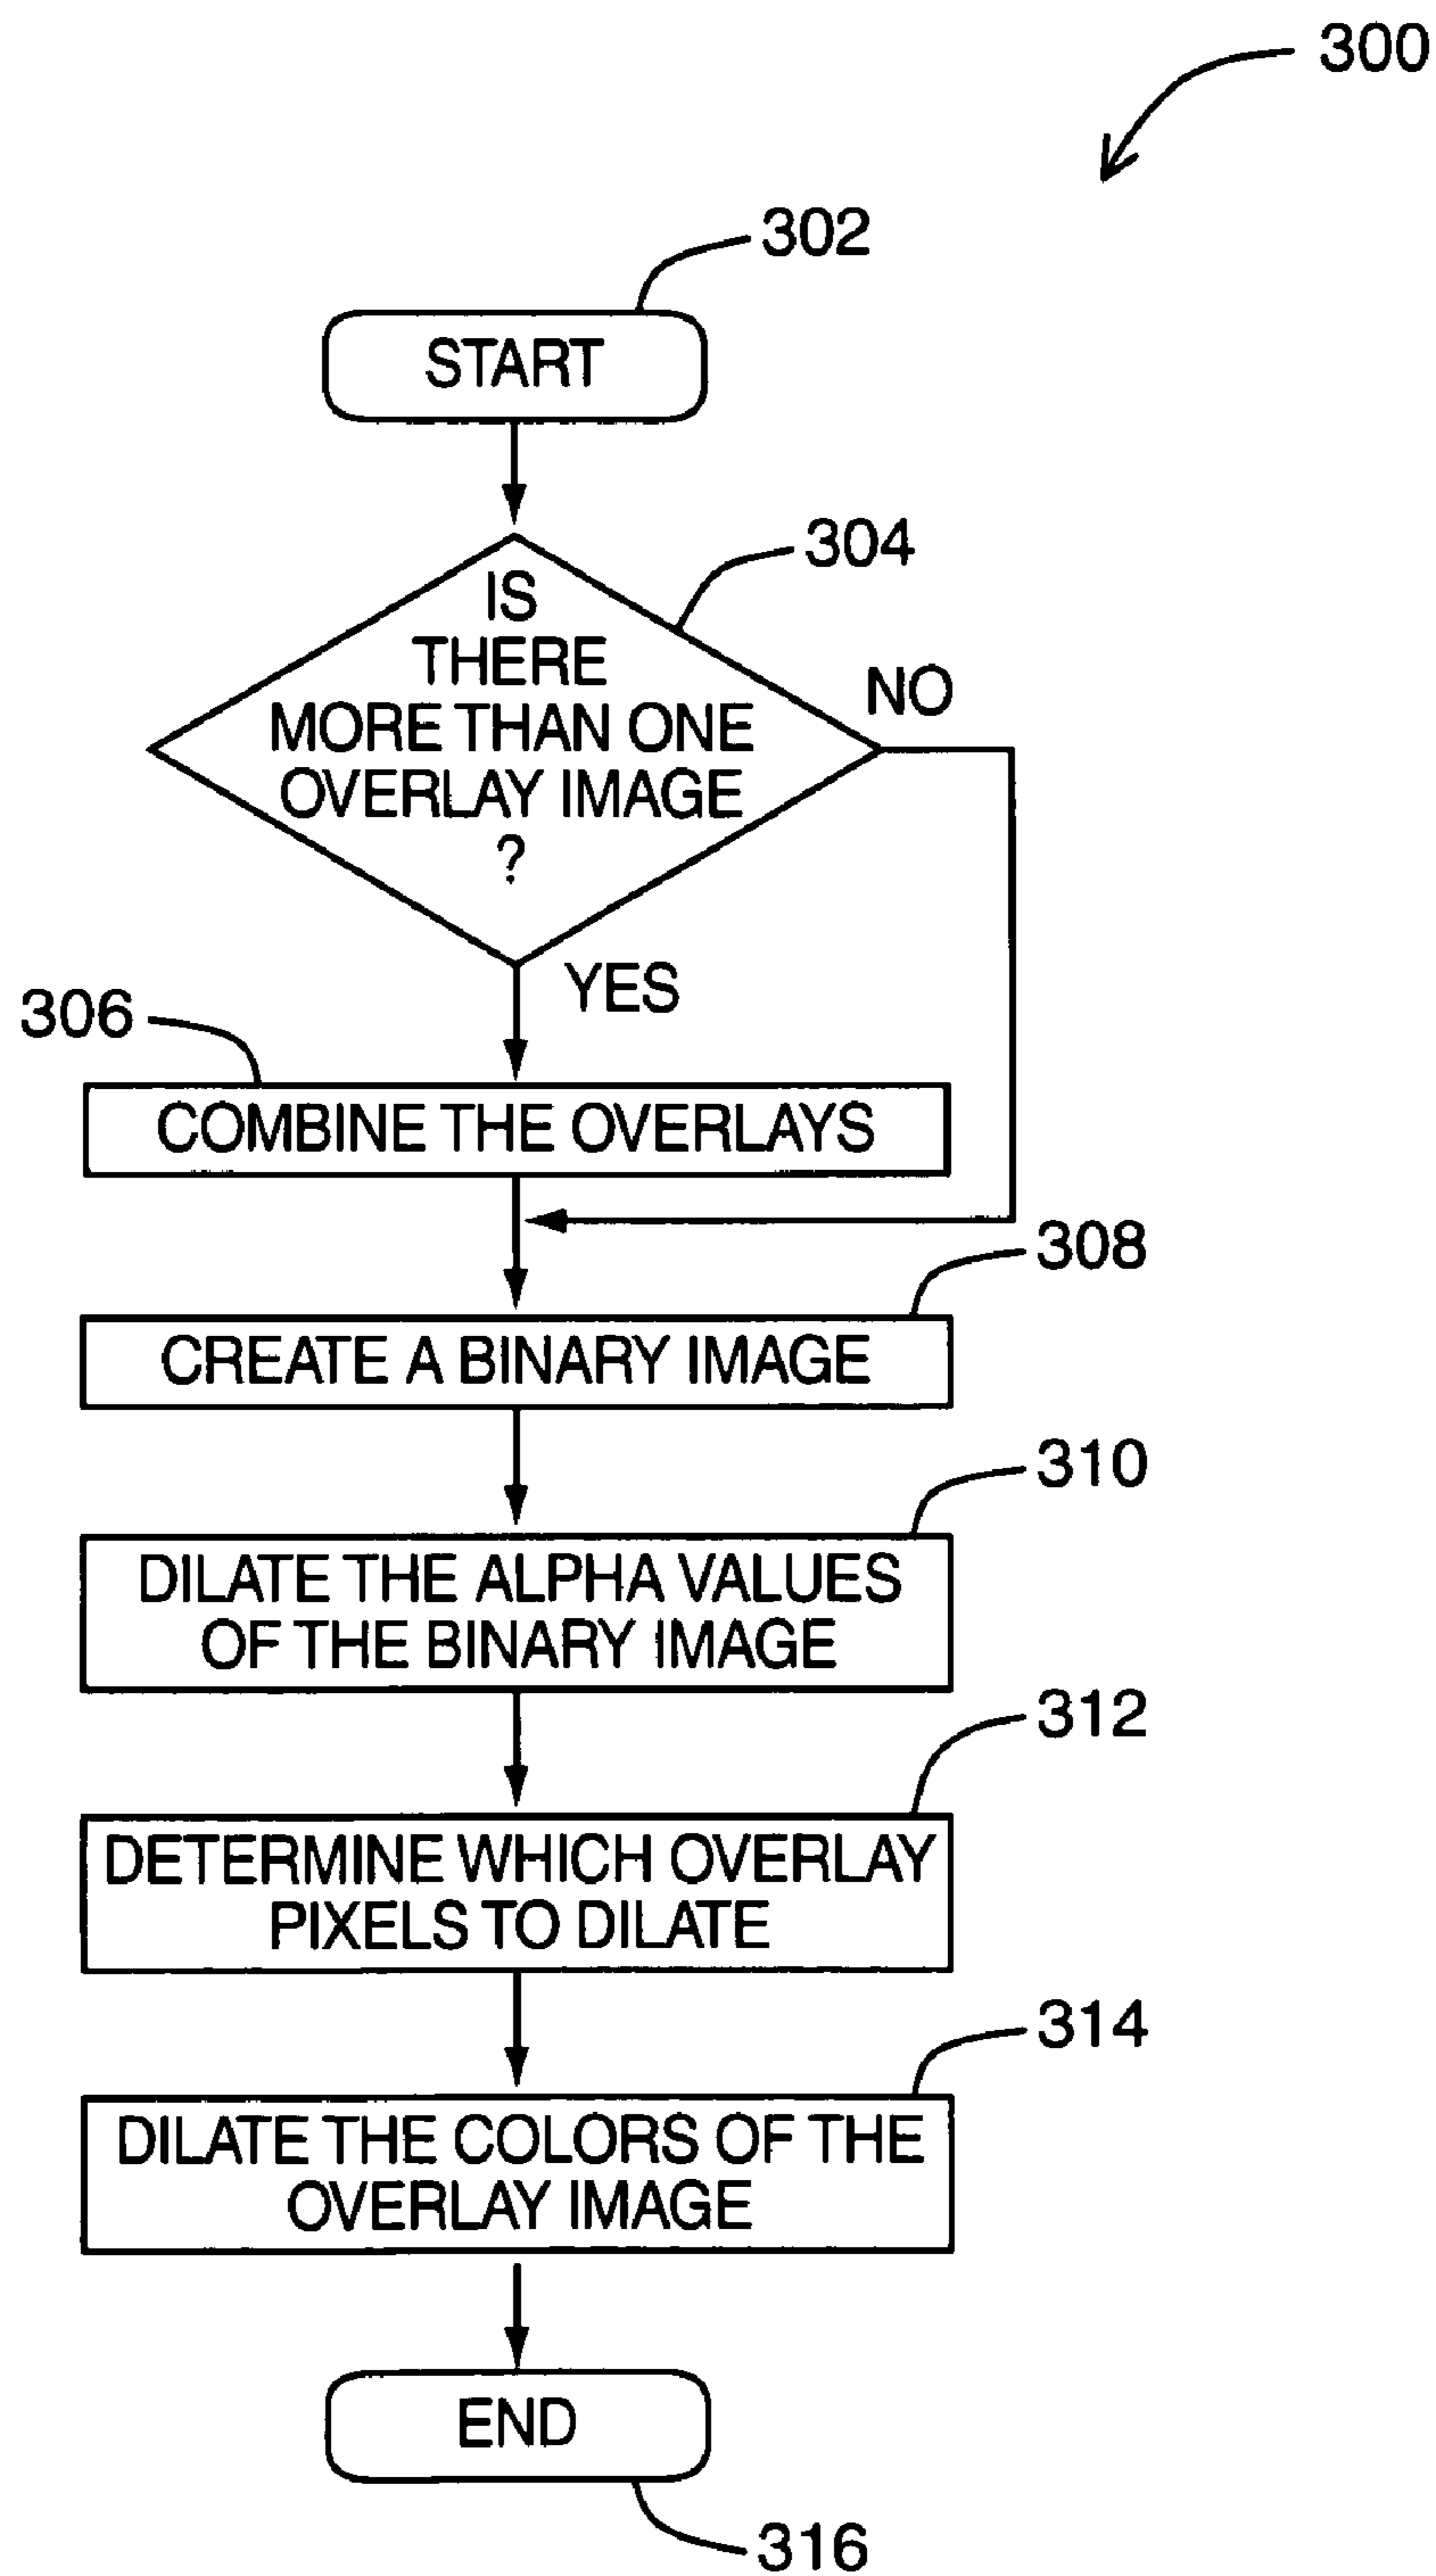 300
302
START
304
IS
THERE
MORE THAN ONE
OVERLAY IMAGE
?
NO
YES
306
COMBINE THE OVERLAYS
308
CREATE A BINARY IMAGE
310
DILATE THE ALPHA VALUES
OF THE BINARY IMAGE
312
DETERMINE WHICH OVERLAY
PIXELS TO DILATE
314
DILATE THE COLORS OF THE
OVERLAY IMAGE
END
316